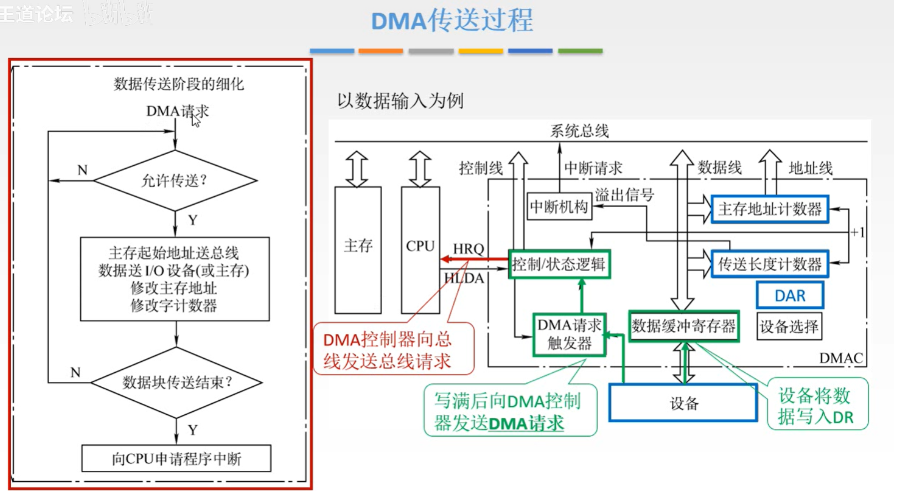 王道论坛
DMA传送过程
数据传送阶段的细化
DMA请求
N
允许传送？
Y
主存起始地址送总线
数据送I/O设备(或主存)
修改主存地址
修改字计数器
N
数据块传送结束？
Y
向CPU申请程序中断
以数据输入为例
系统总线
控制线
中断请求
数据线
地址线
溢出信号
中断机构
主存地址计数器
+1
主存
CPU
HRQ
HLDA
控制/状态逻辑
传送长度计数器
DAR
DMA请求
触发器
数据缓冲寄存器
设备选择
DMAC
DMA控制器向总
线发送总线请求
写满后向DMA控制
器发送DMA请求
设备
设备将数
据写入DR